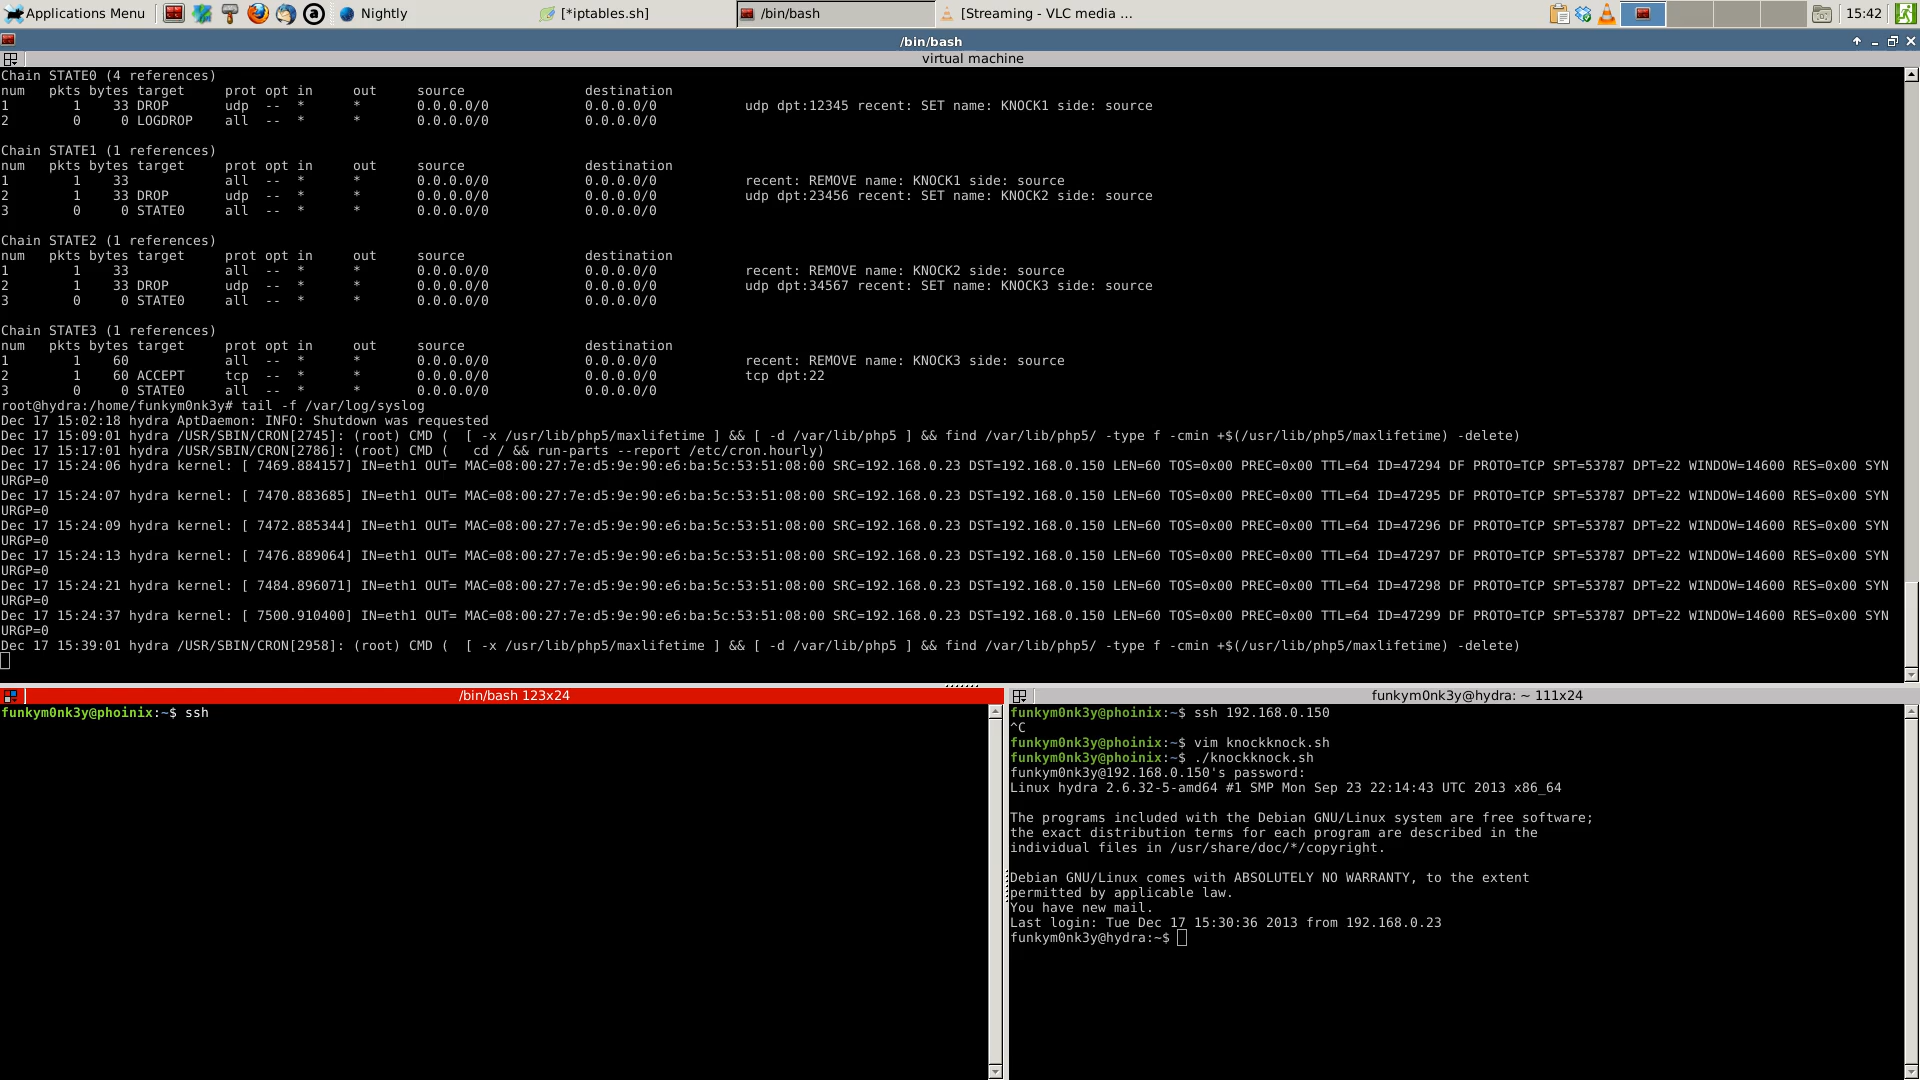 Applications Menu Nightly [*iptables.sh] /bin/bash [Streaming - VLC media ... 15:42
/bin/bash
virtual machine
Chain STATE0 (4 references)
num   pkts bytes target     prot opt in     out     source               destination
1        1    33 DROP       udp  --  *      *       0.0.0.0/0            0.0.0.0/0           udp dpt:12345 recent: SET name: KNOCK1 side: source
2        0     0 LOGDROP    all  --  *      *       0.0.0.0/0            0.0.0.0/0
Chain STATE1 (1 references)
num   pkts bytes target     prot opt in     out     source               destination
1        1    33            all  --  *      *       0.0.0.0/0            0.0.0.0/0           recent: REMOVE name: KNOCK1 side: source
2        1    33 DROP       udp  --  *      *       0.0.0.0/0            0.0.0.0/0           udp dpt:23456 recent: SET name: KNOCK2 side: source
3        0     0 STATE0     all  --  *      *       0.0.0.0/0            0.0.0.0/0
Chain STATE2 (1 references)
num   pkts bytes target     prot opt in     out     source               destination
1        1    33            all  --  *      *       0.0.0.0/0            0.0.0.0/0           recent: REMOVE name: KNOCK2 side: source
2        1    33 DROP       udp  --  *      *       0.0.0.0/0            0.0.0.0/0           udp dpt:34567 recent: SET name: KNOCK3 side: source
3        0     0 STATE0     all  --  *      *       0.0.0.0/0            0.0.0.0/0
Chain STATE3 (1 references)
num   pkts bytes target     prot opt in     out     source               destination
1        1    60            all  --  *      *       0.0.0.0/0            0.0.0.0/0           recent: REMOVE name: KNOCK3 side: source
2        1    60 ACCEPT     tcp  --  *      *       0.0.0.0/0            0.0.0.0/0           tcp dpt:22
3        0     0 STATE0     all  --  *      *       0.0.0.0/0            0.0.0.0/0
root@hydra:/home/funkym0nk3y# tail -f /var/log/syslog
Dec 17 15:02:18 hydra AptDaemon: INFO: Shutdown was requested
Dec 17 15:09:01 hydra /USR/SBIN/CRON[2745]: (root) CMD (  [ -x /usr/lib/php5/maxlifetime ] && [ -d /var/lib/php5 ] && find /var/lib/php5/ -type f -cmin +$(/usr/lib/php5/maxlifetime) -delete)
Dec 17 15:17:01 hydra /USR/SBIN/CRON[2786]: (root) CMD (   cd / && run-parts --report /etc/cron.hourly)
Dec 17 15:24:06 hydra kernel: [ 7469.884157] IN=eth1 OUT= MAC=08:00:27:7e:d5:9e:90:e6:ba:5c:53:51:08:00 SRC=192.168.0.23 DST=192.168.0.150 LEN=60 TOS=0x00 PREC=0x00 TTL=64 ID=47294 DF PROTO=TCP SPT=53787 DPT=22 WINDOW=14600 RES=0x00 SYN
URGP=0
Dec 17 15:24:07 hydra kernel: [ 7470.883685] IN=eth1 OUT= MAC=08:00:27:7e:d5:9e:90:e6:ba:5c:53:51:08:00 SRC=192.168.0.23 DST=192.168.0.150 LEN=60 TOS=0x00 PREC=0x00 TTL=64 ID=47295 DF PROTO=TCP SPT=53787 DPT=22 WINDOW=14600 RES=0x00 SYN
URGP=0
Dec 17 15:24:09 hydra kernel: [ 7472.885344] IN=eth1 OUT= MAC=08:00:27:7e:d5:9e:90:e6:ba:5c:53:51:08:00 SRC=192.168.0.23 DST=192.168.0.150 LEN=60 TOS=0x00 PREC=0x00 TTL=64 ID=47296 DF PROTO=TCP SPT=53787 DPT=22 WINDOW=14600 RES=0x00 SYN
URGP=0
Dec 17 15:24:13 hydra kernel: [ 7476.889064] IN=eth1 OUT= MAC=08:00:27:7e:d5:9e:90:e6:ba:5c:53:51:08:00 SRC=192.168.0.23 DST=192.168.0.150 LEN=60 TOS=0x00 PREC=0x00 TTL=64 ID=47297 DF PROTO=TCP SPT=53787 DPT=22 WINDOW=14600 RES=0x00 SYN
URGP=0
Dec 17 15:24:21 hydra kernel: [ 7484.896071] IN=eth1 OUT= MAC=08:00:27:7e:d5:9e:90:e6:ba:5c:53:51:08:00 SRC=192.168.0.23 DST=192.168.0.150 LEN=60 TOS=0x00 PREC=0x00 TTL=64 ID=47298 DF PROTO=TCP SPT=53787 DPT=22 WINDOW=14600 RES=0x00 SYN
URGP=0
Dec 17 15:24:37 hydra kernel: [ 7500.910400] IN=eth1 OUT= MAC=08:00:27:7e:d5:9e:90:e6:ba:5c:53:51:08:00 SRC=192.168.0.23 DST=192.168.0.150 LEN=60 TOS=0x00 PREC=0x00 TTL=64 ID=47299 DF PROTO=TCP SPT=53787 DPT=22 WINDOW=14600 RES=0x00 SYN
URGP=0
Dec 17 15:39:01 hydra /USR/SBIN/CRON[2958]: (root) CMD (  [ -x /usr/lib/php5/maxlifetime ] && [ -d /var/lib/php5 ] && find /var/lib/php5/ -type f -cmin +$(/usr/lib/php5/maxlifetime) -delete)
/bin/bash 123x24
funkym0nk3y@phoinix:~$ ssh
funkym0nk3y@hydra: ~ 111x24
funkym0nk3y@phoinix:~$ ssh 192.168.0.150
^C
funkym0nk3y@phoinix:~$ vim knockknock.sh
funkym0nk3y@phoinix:~$ ./knockknock.sh
funkym0nk3y@192.168.0.150's password:
Linux hydra 2.6.32-5-amd64 #1 SMP Mon Sep 23 22:14:43 UTC 2013 x86_64
The programs included with the Debian GNU/Linux system are free software;
the exact distribution terms for each program are described in the
individual files in /usr/share/doc/*/copyright.
Debian GNU/Linux comes with ABSOLUTELY NO WARRANTY, to the extent
permitted by applicable law.
You have new mail.
Last login: Tue Dec 17 15:30:36 2013 from 192.168.0.23
funkym0nk3y@hydra:~$